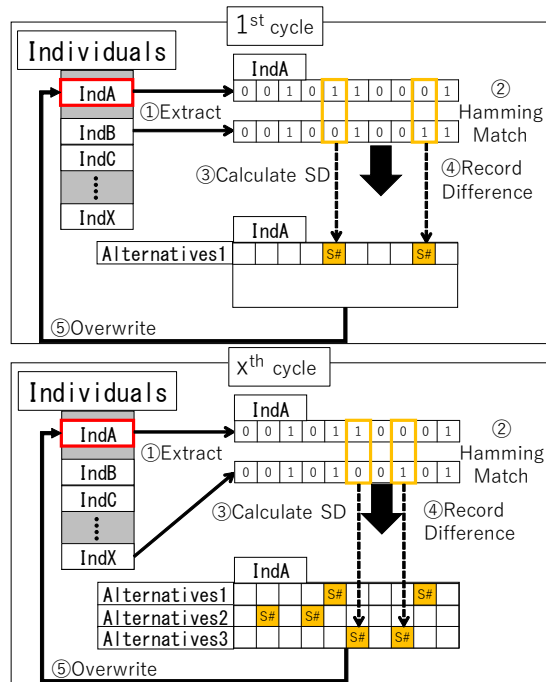 1st cycle
Individuals
IndA
IndB
IndC
IndX
①Extract
IndA
0 0 1 0 1 1 0 0 0 1
0 0 1 0 0 1 0 0 1 1
②
Hamming
Match
③Calculate SD
④Record
Difference
IndA
Alternatives1 S# S#
⑤Overwrite
Xth cycle
Individuals
IndA
IndB
IndC
IndX
①Extract
IndA
0 0 1 0 1 1 0 0 0 1
0 0 1 0 1 0 0 1 0 1
②
Hamming
Match
③Calculate SD
④Record
Difference
IndA
Alternatives1 S# S#
Alternatives2 S# S#
Alternatives3 S# S#
⑤Overwrite